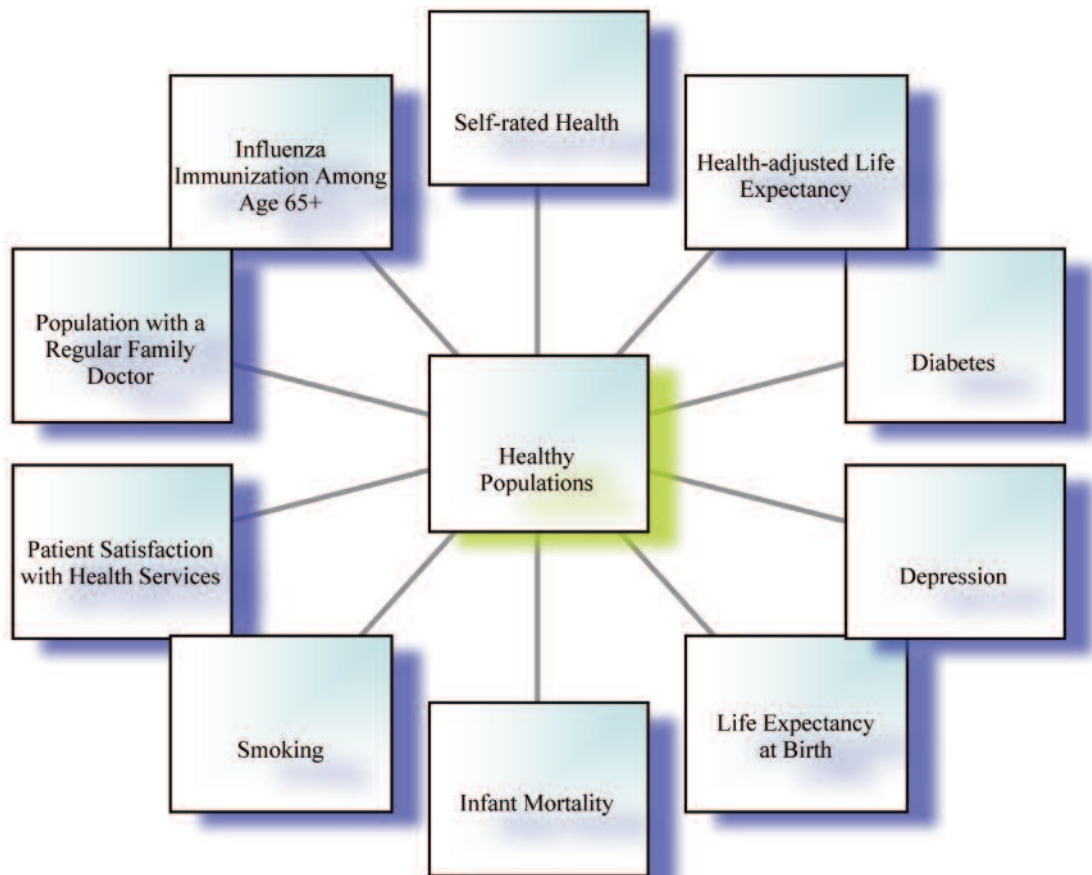 Self-rated Health
Influenza
Immunization Among
Age 65+
Health-adjusted Life
Expectancy
Population with a
Regular Family
Doctor
Diabetes
Healthy
Populations
Patient Satisfaction
with Health Services
Depression
Smoking
Life Expectancy
at Birth
Infant Mortality